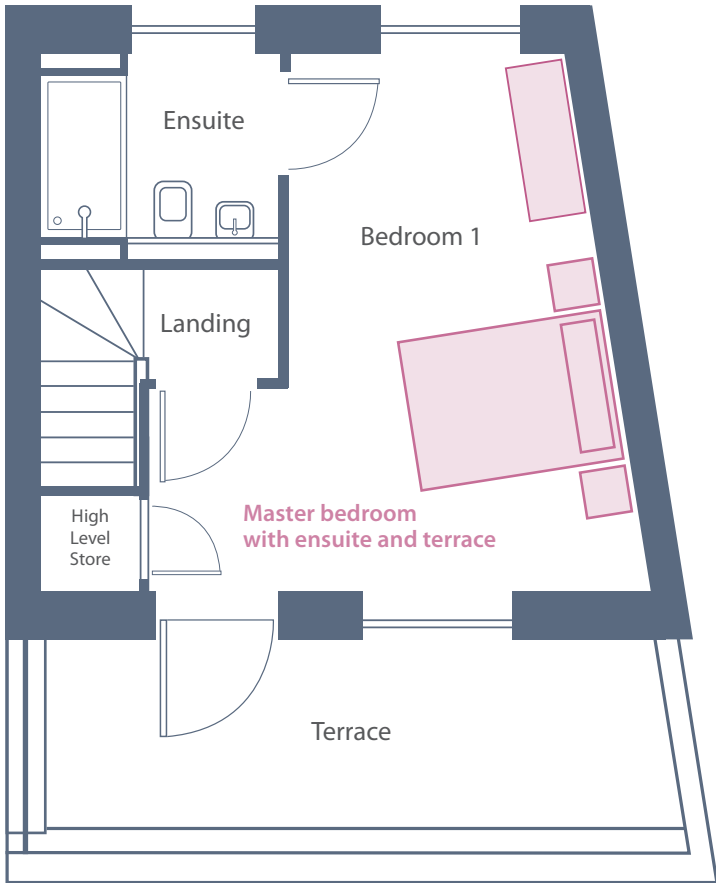 Ensuite
Bedroom 1
Landing
High
Level
Store
Master bedroom
with ensuite and terrace
Terrace